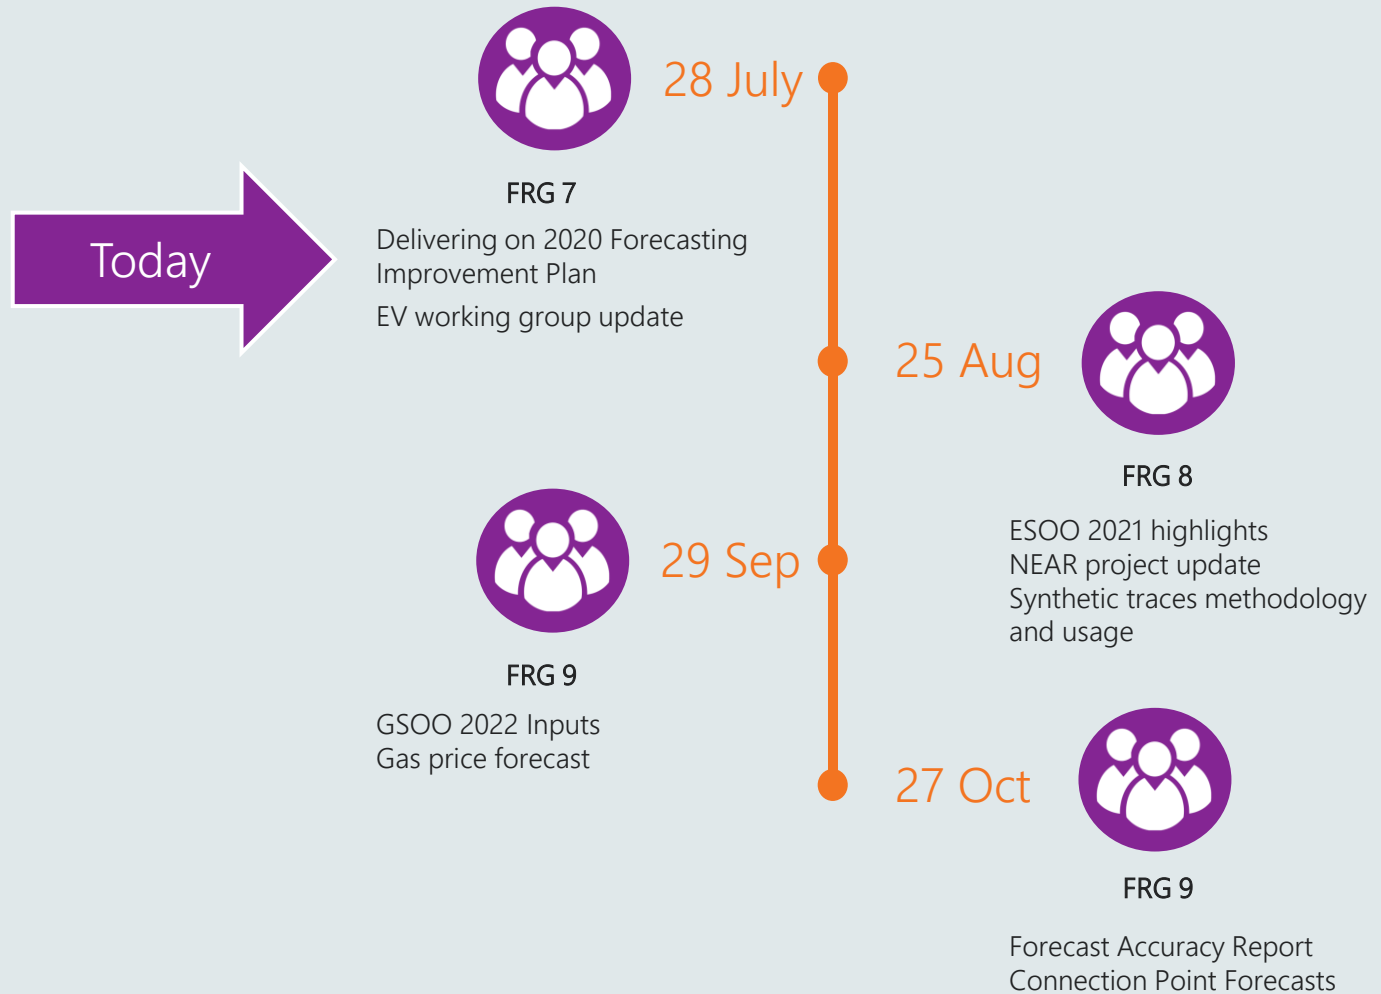 28 July
FRG 7
Today
Delivering on 2020 Forecasting
Improvement Plan
EV working group update
25 Aug
FRG 8
ESOO 2021 highlights
NEAR project update
Synthetic traces methodology
and usage
29 Sep
FRG 9
GSOO 2022 Inputs
Gas price forecast
27 Oct
FRG 9
Forecast Accuracy Report
Connection Point Forecasts